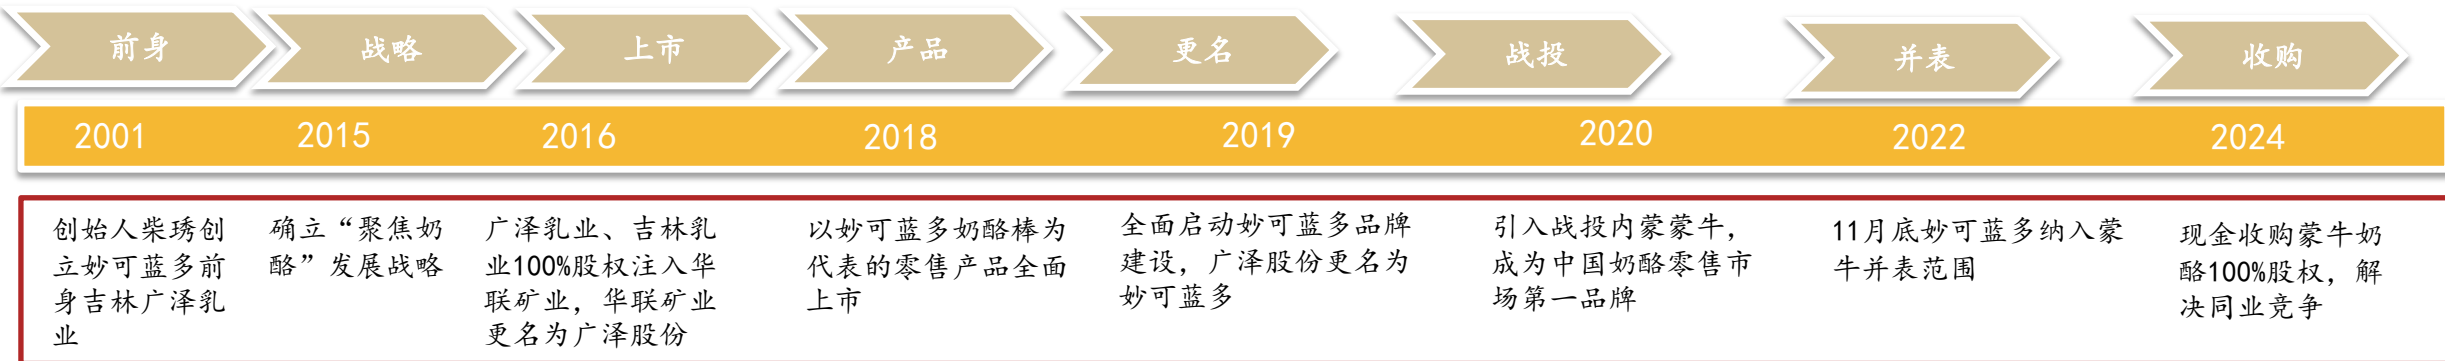 前身
战略
上市
产品
更名
战投
并表
收购
2001
2015
2016
2018
2019
2020
2022
2024
创始人柴琇创
立妙可蓝多前
身吉林广泽乳
业
确立“聚焦奶
酪”发展战略
广泽乳业、吉林乳
业100%股权注入华
联矿业，华联矿业
更名为广泽股份
以妙可蓝多奶酪棒为
代表的零售产品全面
上市
全面启动妙可蓝多品牌
建设，广泽股份更名为
妙可蓝多
引入战投内蒙蒙牛，
成为中国奶酪零售市
场第一品牌
11月底妙可蓝多纳入蒙
牛并表范围
现金收购蒙牛奶
酪100%股权，解
决同业竞争